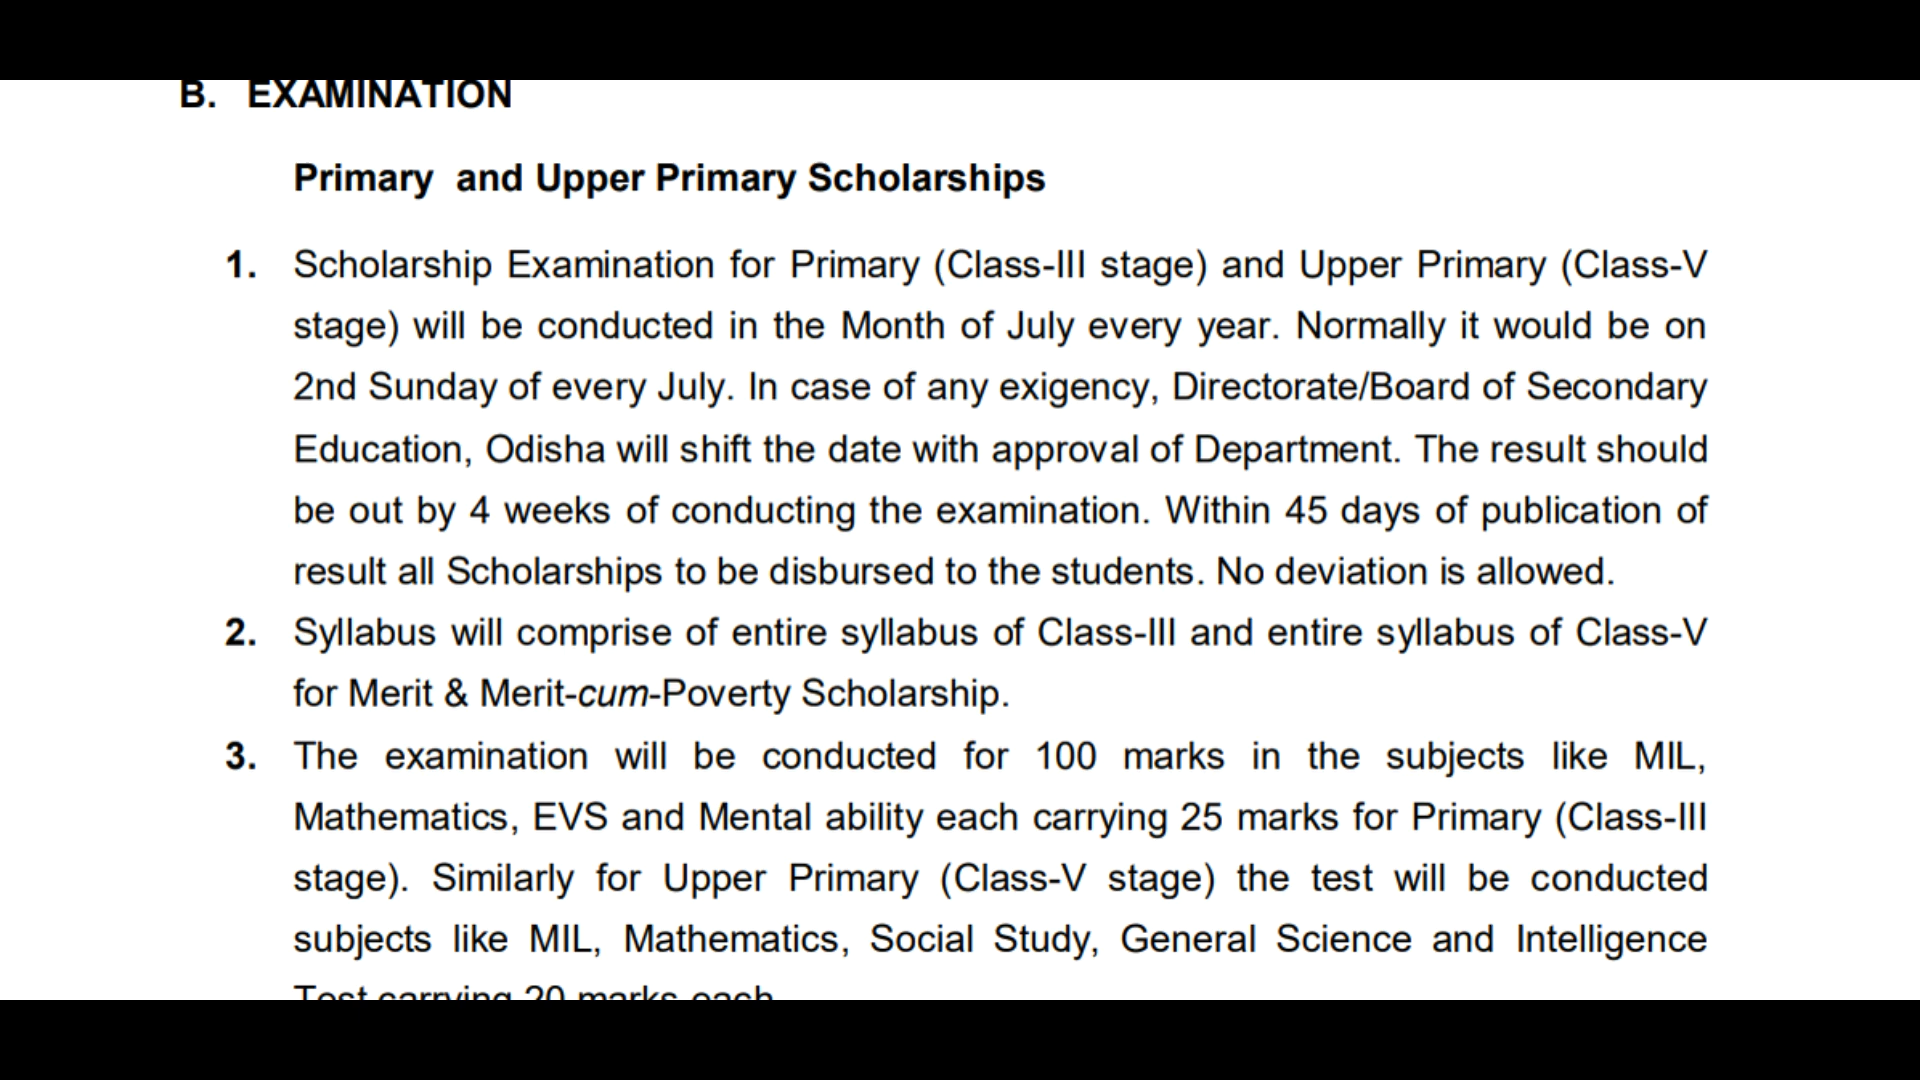 B. EXAMINATION
Primary and Upper Primary Scholarships
1. Scholarship Examination for Primary (Class-III stage) and Upper Primary (Class-V
stage) will be conducted in the Month of July every year. Normally it would be on
2nd Sunday of every July. In case of any exigency, Directorate/Board of Secondary
Education, Odisha will shift the date with approval of Department. The result should
be out by 4 weeks of conducting the examination. Within 45 days of publication of
result all Scholarships to be disbursed to the students. No deviation is allowed.
2. Syllabus will comprise of entire syllabus of Class-III and entire syllabus of Class-V
for Merit & Merit-cum-Poverty Scholarship.
3. The examination will be conducted for 100 marks in the subjects like MIL,
Mathematics, EVS and Mental ability each carrying 25 marks for Primary (Class-III
stage). Similarly for Upper Primary (Class-V stage) the test will be conducted
subjects like MIL, Mathematics, Social Study, General Science and Intelligence
Test carrying 20 marks each